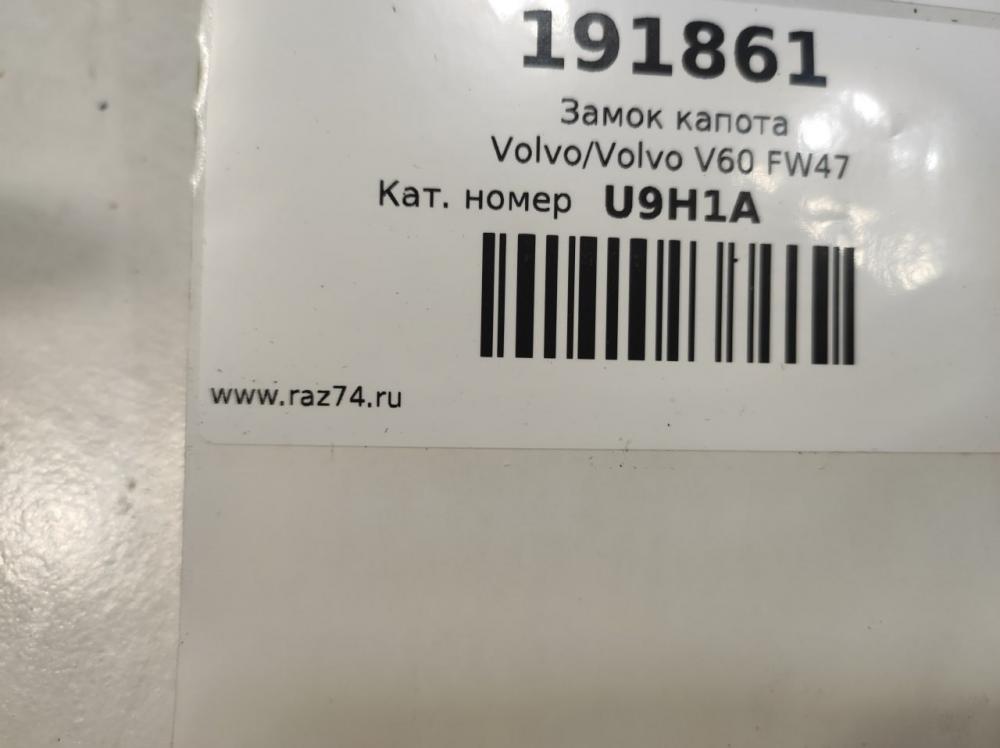 191861
Замок капота
Volvo/Volvo V60 FW47
Кат. номер U9H1A
www.raz74.ru